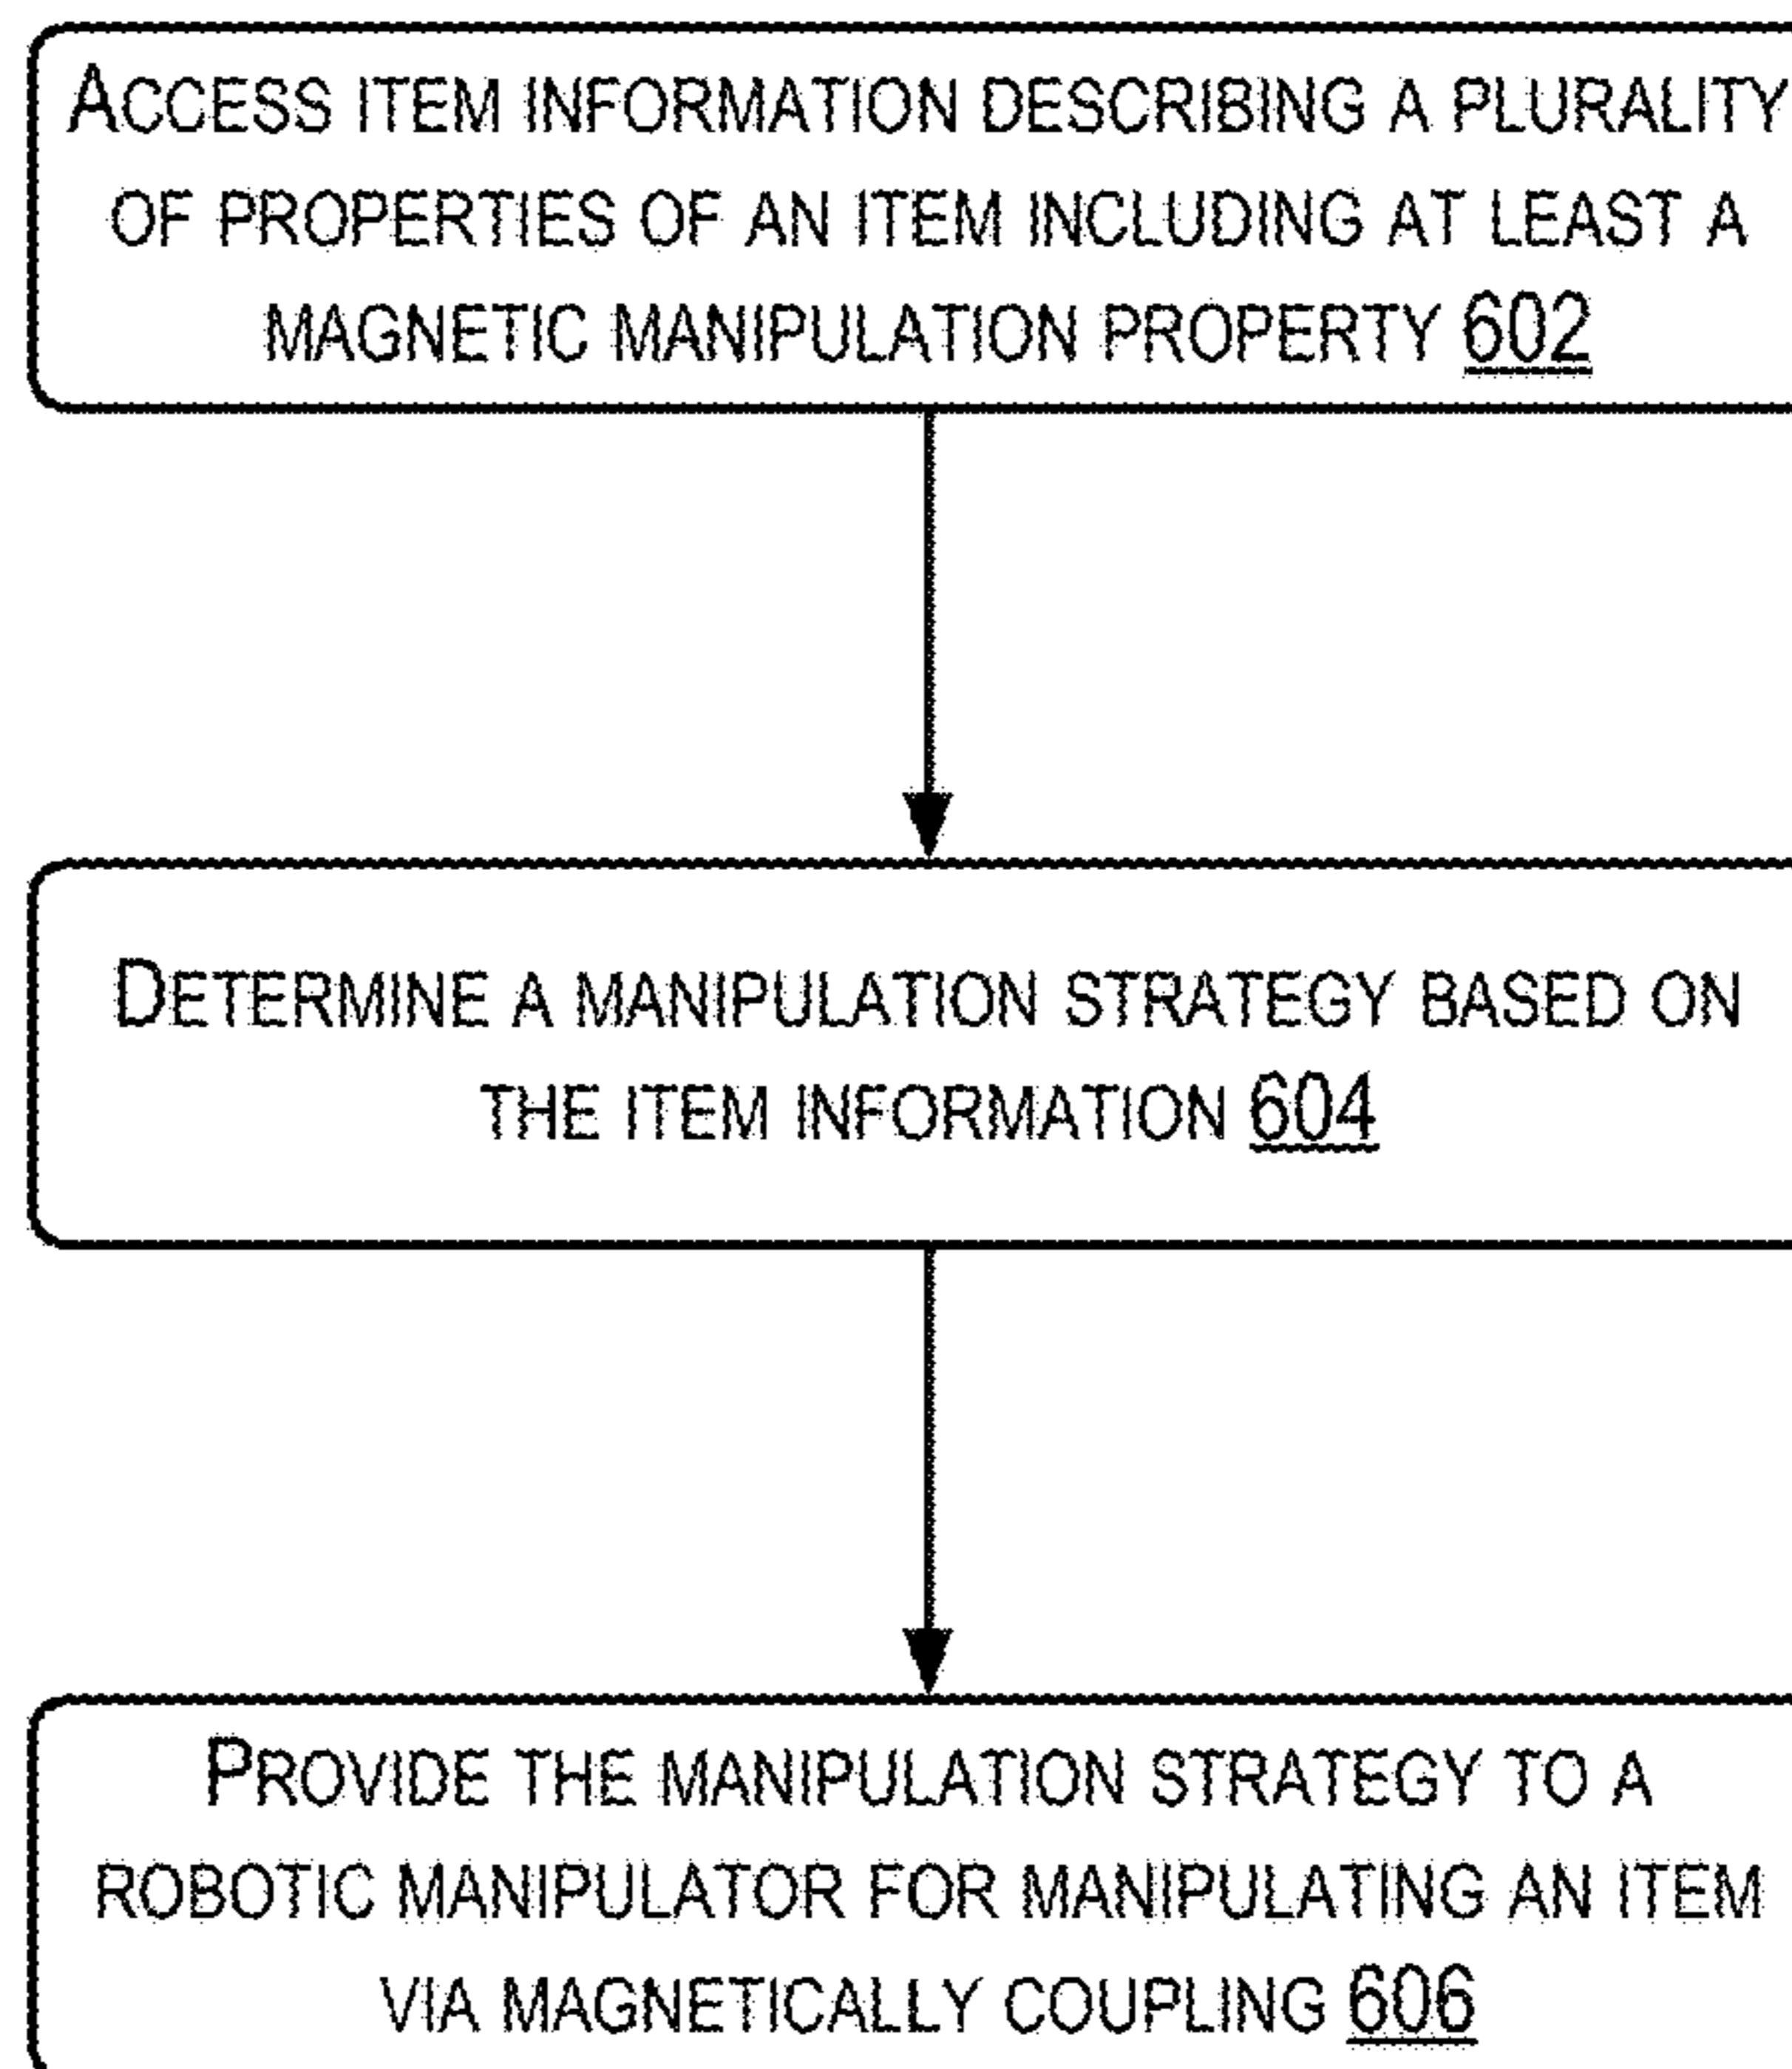 ACCESS ITEM INFORMATION DESCRIBING A PLURALITY
OF PROPERTIES OF AN ITEM INCLUDING AT LEAST A
MAGNETIC MANIPULATION PROPERTY 602
DETERMINE A MANIPULATION STRATEGY BASED ON
THE ITEM INFORMATION 604
PROVIDE THE MANIPULATION STRATEGY TO A
ROBOTIC MANIPULATOR FOR MANIPULATING AN ITEM
VIA MAGNETICALLY COUPLING 606